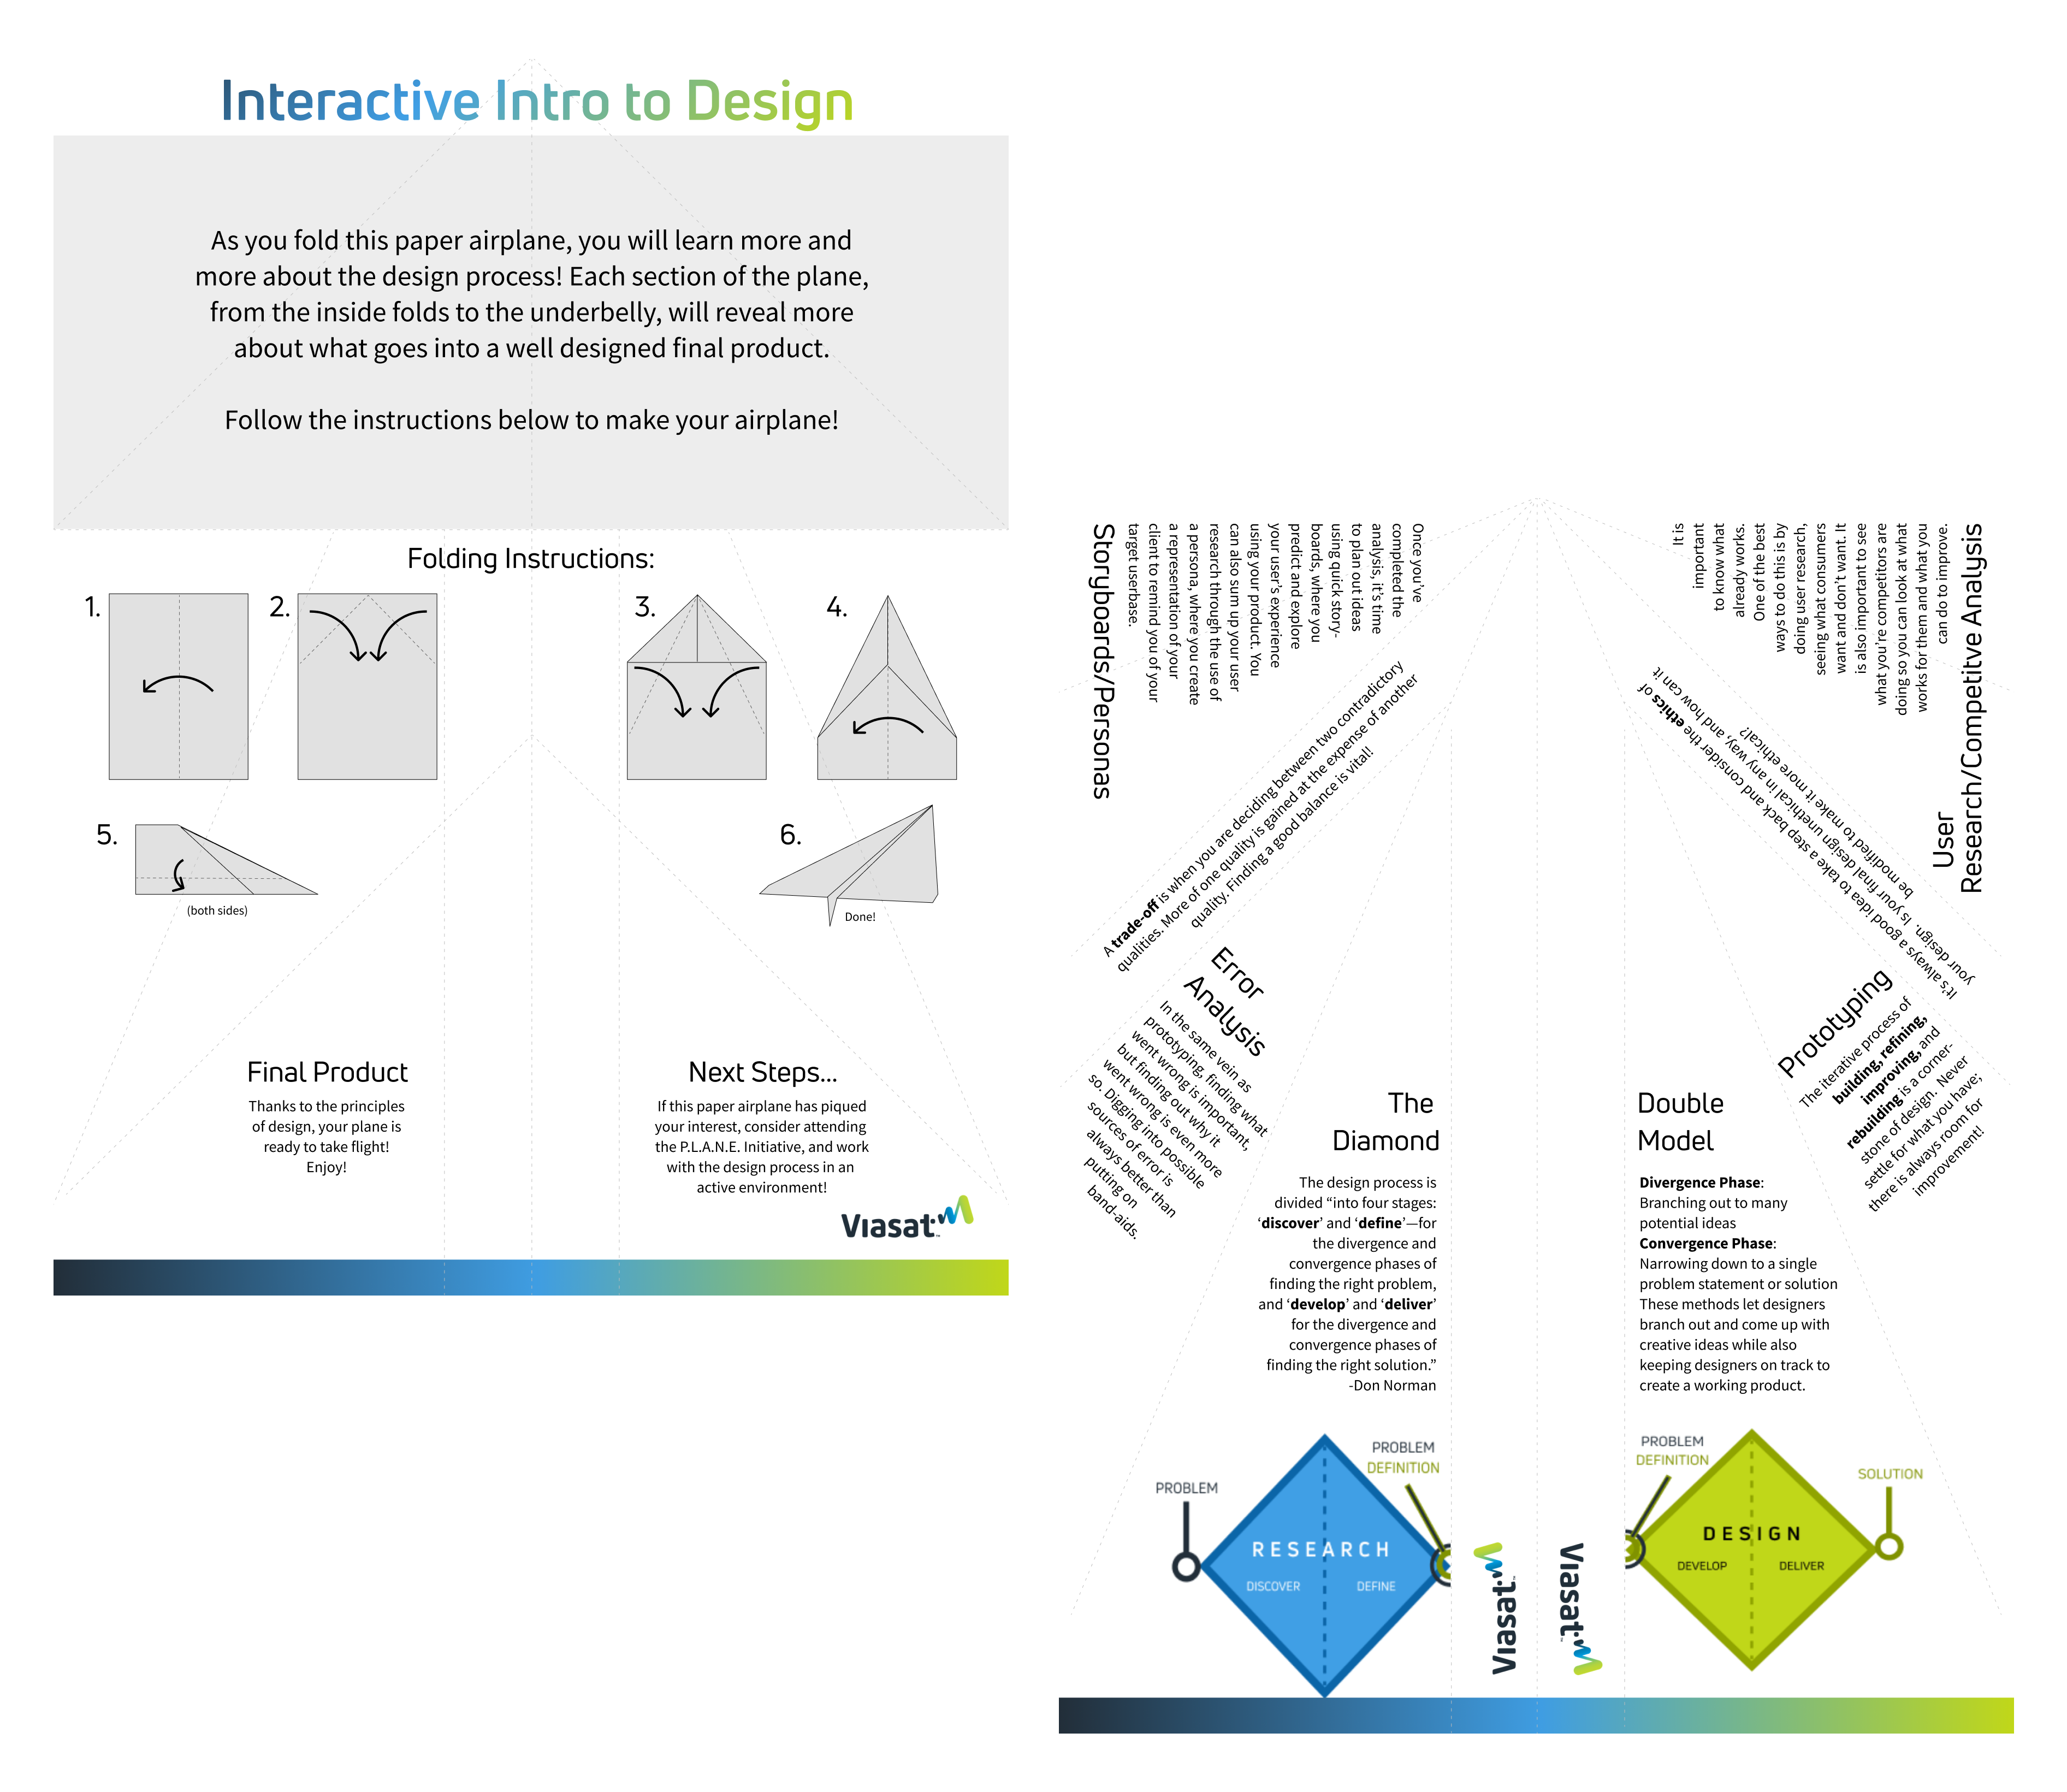 Interactive Intro to Design
As you fold this paper airplane, you will learn more and
more about the design process! Each section of the plane,
from the inside folds to the underbelly, will reveal more
about what goes into a well designed final product.
Follow the instructions below to make your airplane!
Folding Instructions:
1.
2.
3.
4.
5.
(both sides)
6.
Done!
Final Product
Thanks to the principles
of design, your plane is
ready to take flight!
Enjoy!
Next Steps...
If this paper airplane has piqued
your interest, consider attending
the P.L.A.N.E. Initiative, and work
with the design process in an
active environment!
Viasat™
Storyboards/Personas
Once you've
completed the
analysis, it's time
to plan out ideas
using quick story-
boards, where you
predict and explore
your user's experience
using your product. You
can also sum up your user
research through the use of
a persona, where you create
a representation of your
client to remind you of your
target userbase.
User
Research/Competitive Analysis
It is
important
to know what
already works.
One of the best
ways to do this is by
doing user research,
seeing what consumers
want and don't want. It
is also important to see
what you're competitors are
doing so you can look at what
works for them and what you
can do to improve.
A trade-off is when you are deciding between two contradictory
qualities. More of one quality is gained at the expense of another
quality. Finding a good balance is vital!
It's always a good idea to take a step back and consider the ethics of
your design. Is your final design unethical in any way, and how can it
be modified to make it more ethical?
Error
Analysis
In the same vein as
prototyping, finding what
went wrong is important,
but finding out why it
went wrong is even more
so. Digging into possible
sources of error is
always better than
putting on
band-aids.
Prototyping
The iterative process of
building, refining,
improving, and
rebuilding is a corner-
stone of design. Never
settle for what you have;
there is always room for
improvement!
The
Diamond
The design process is
divided “into four stages:
‘discover’ and ‘define’—for
the divergence and
convergence phases of
finding the right problem,
and ‘develop’ and ‘deliver’
for the divergence and
convergence phases of
finding the right solution.”
-Don Norman
Double
Model
Divergence Phase:
Branching out to many
potential ideas
Convergence Phase:
Narrowing down to a single
problem statement or solution
These methods let designers
branch out and come up with
creative ideas while also
keeping designers on track to
create a working product.
PROBLEM
PROBLEM
DEFINITION
RESEARCH
DISCOVER
DEFINE
Viasat™
Viasat™
PROBLEM
DEFINITION
SOLUTION
DESIGN
DEVELOP
DELIVER